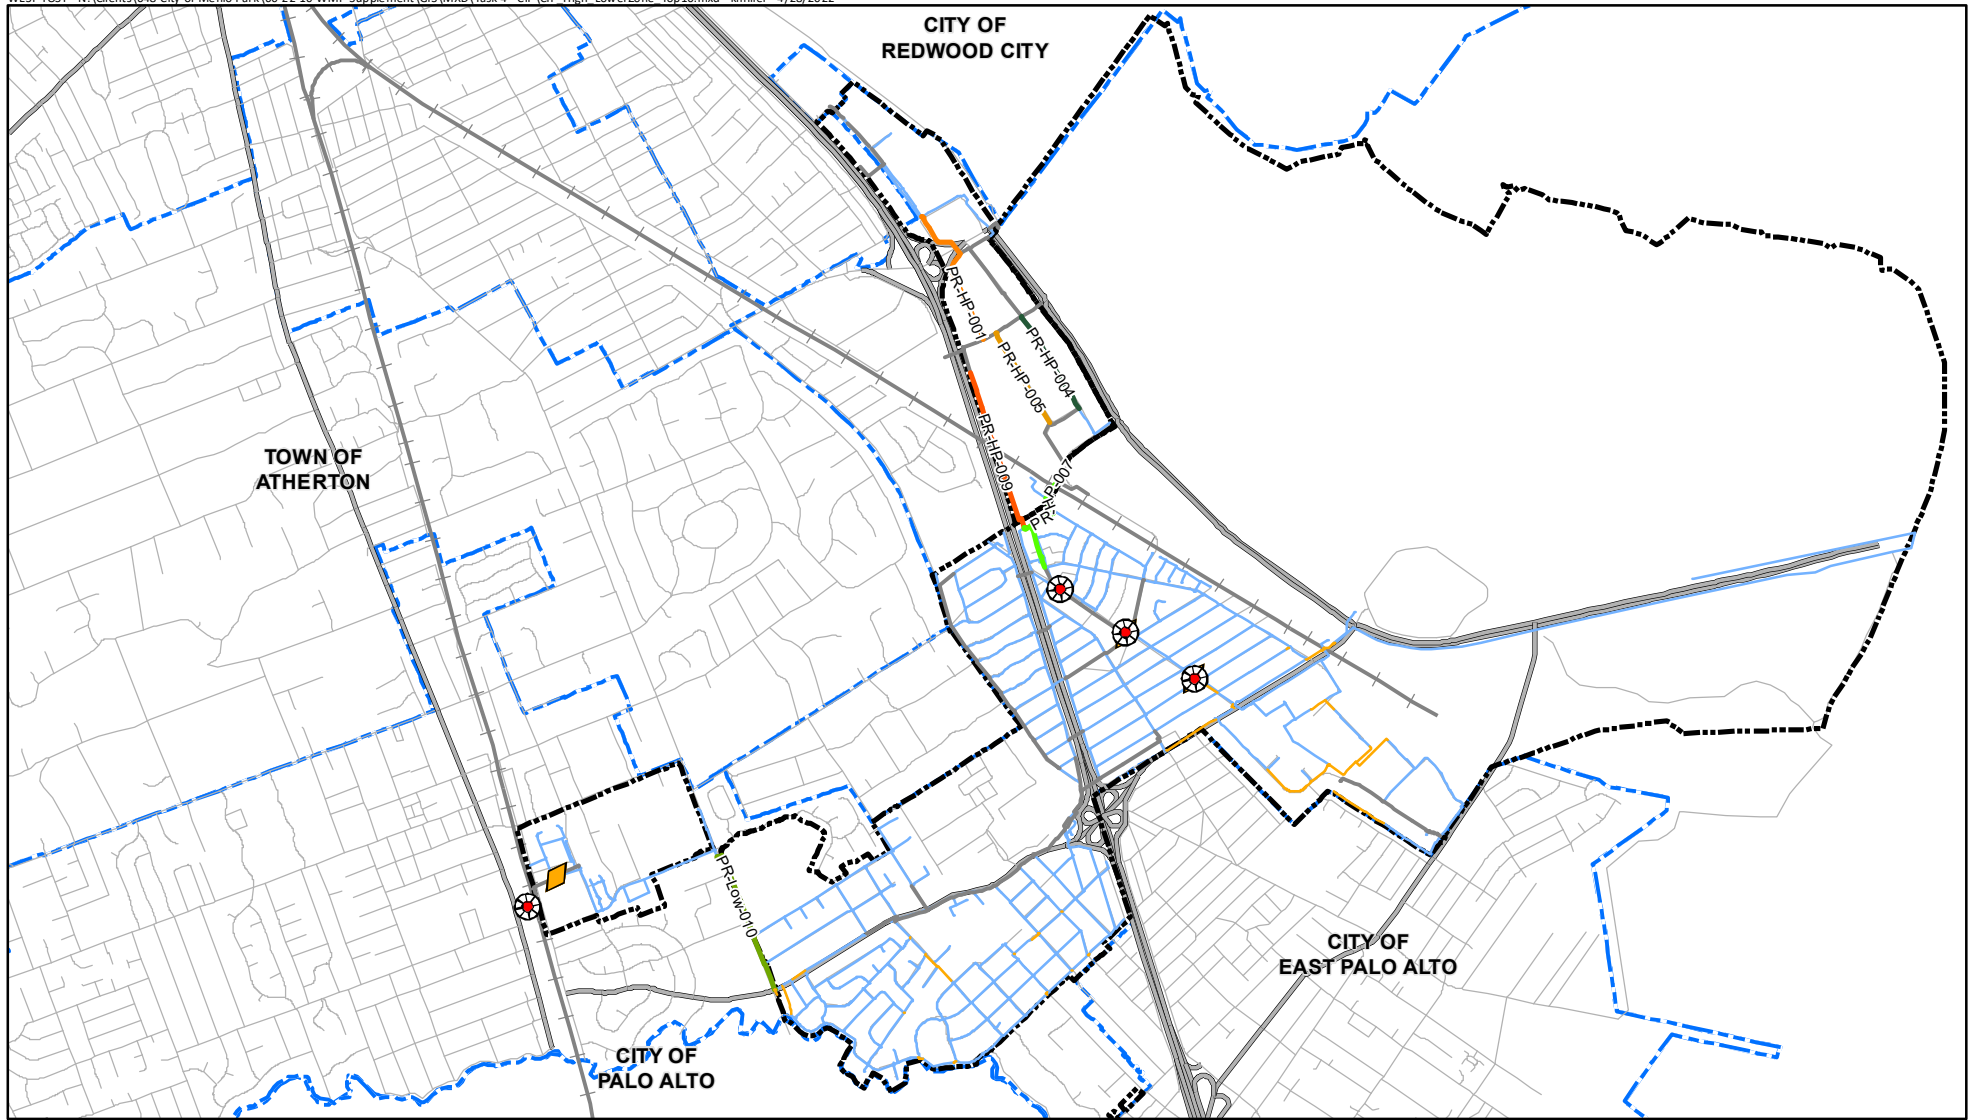 CITY OF
REDWOOD CITY
PR-HP-001
PR-HP-004
PR-HP-005
PR-HP-009
PR-HP-007
TOWN OF
ATHERTON
PR-Low-010
CITY OF
EAST PALO ALTO
CITY OF
PALO ALTO